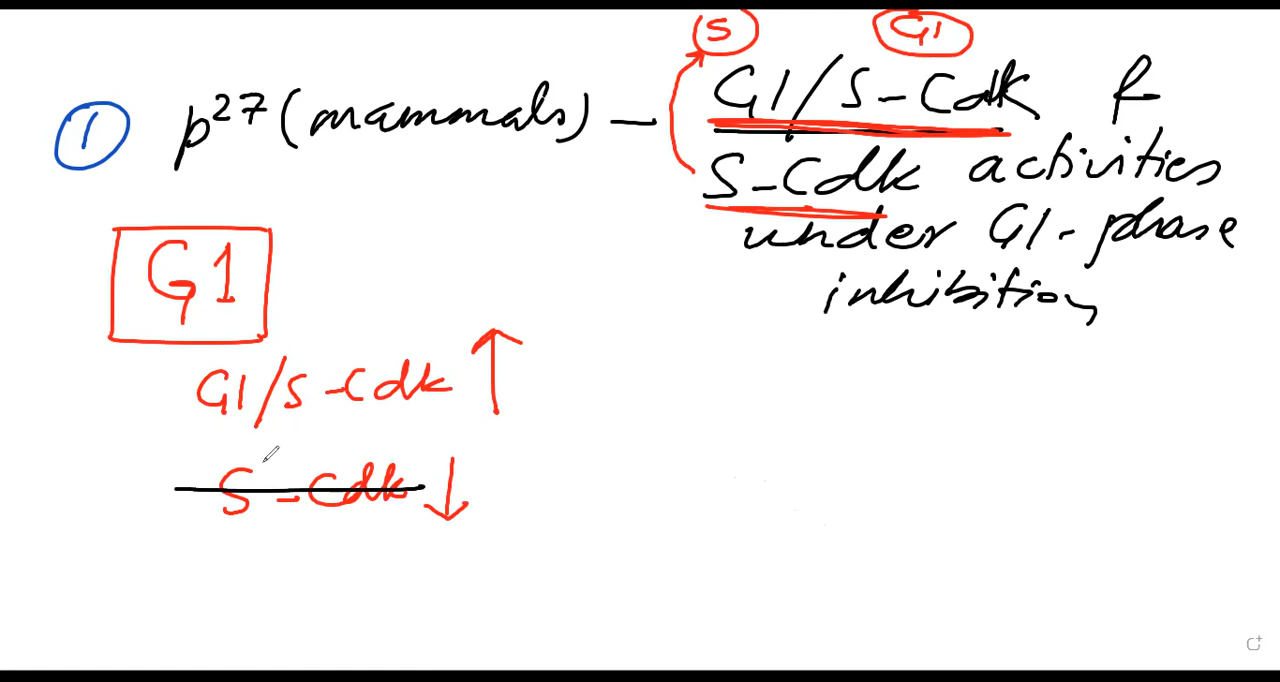 S G1
① p27 (mammals) — G1/S-Cdk &
S-Cdk activities
under G1-phase
inhibition
G1
G1/S-Cdk ↑
S-Cdk ↓